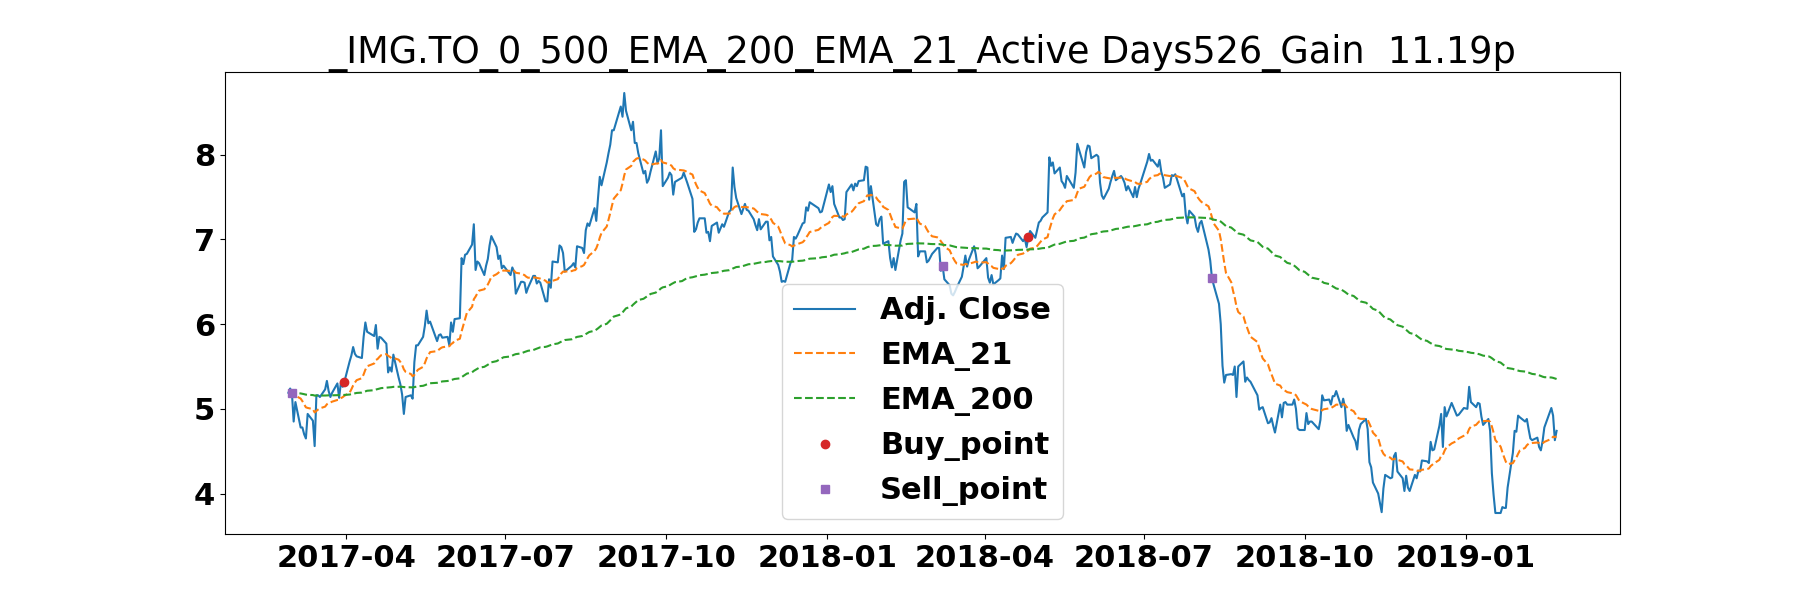 _IMG.TO_0_500_EMA_200_EMA_21_Active Days526_Gain  11.19p
8
7
6
5
4
Adj. Close
EMA_21
EMA_200
Buy_point
Sell_point
2017-04 2017-07 2017-10 2018-01 2018-04 2018-07 2018-10 2019-01